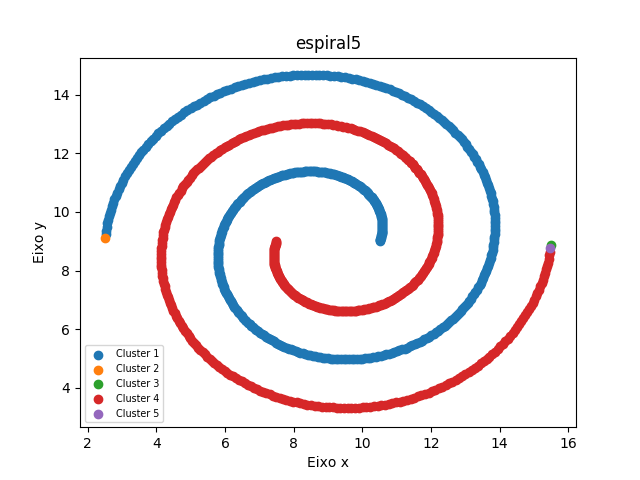 espiral5
Eixo y
14
12
10
8
6
4
Cluster 1
Cluster 2
Cluster 3
Cluster 4
Cluster 5
2 4 6 8 10 12 14 16
Eixo x